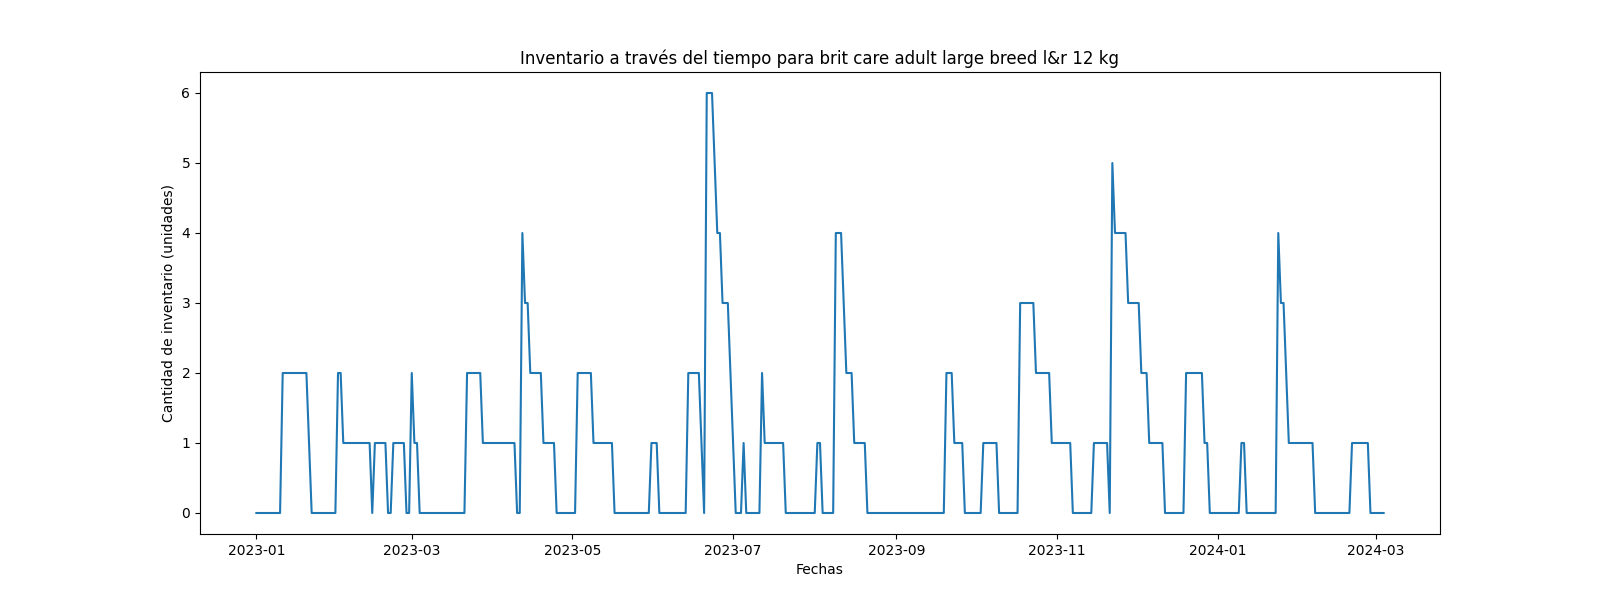 Inventario a través del tiempo para brit care adult large breed l&r 12 kg
Cantidad de inventario (unidades)
6
5
4
3
2
1
0
2023-01 2023-03 2023-05 2023-07 2023-09 2023-11 2024-01 2024-03
Fechas